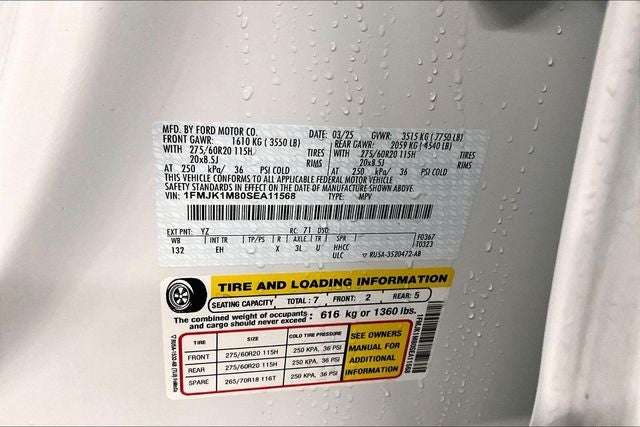 MFD. BY FORD MOTOR CO. DATE: 03/25 GVWR: 3515 KG ( 7750 LB)
FRONT GAWR: 1610 KG ( 3550 LB) REAR GAWR: 2059 KG ( 4540 LB)
WITH 275/60R20 115H TIRES WITH 275/60R20 115H TIRES
20x8.5J RIMS 20x8.5J RIMS
AT 250 kPa/ 36 PSI COLD AT 250 kPa/ 36 PSI COLD
THIS VEHICLE CONFORMS TO ALL APPLICABLE FEDERAL MOTOR VEHICLE
SAFETY STANDARDS IN EFFECT ON THE DATE OF MANUFACTURE SHOWN ABOVE.
VIN: 1FMJK1M80SEA11568 TYPE: MPV
EXT PNT: YZ RC: 71 DSO: F0367
WB INT TR TP/PS R AXLE TR SPR T0323
132 EH X 3L U HHCC
ULC ▽ RU5A-3520472-AB
TIRE AND LOADING INFORMATION
SEATING CAPACITY TOTAL : 7 FRONT: 2 REAR: 5
The combined weight of occupants and cargo should never exceed : 616 kg or 1360 lbs.
TIRE SIZE COLD TIRE PRESSURE
FRONT 275/60R20 115H 250 KPA, 36 PSI
REAR 275/60R20 115H 250 KPA, 36 PSI
SPARE 265/70R18 116T 250 KPA, 36 PSI
SEE OWNERS
MANUAL FOR
ADDITIONAL
INFORMATION
1FMJK1M80SEA11568